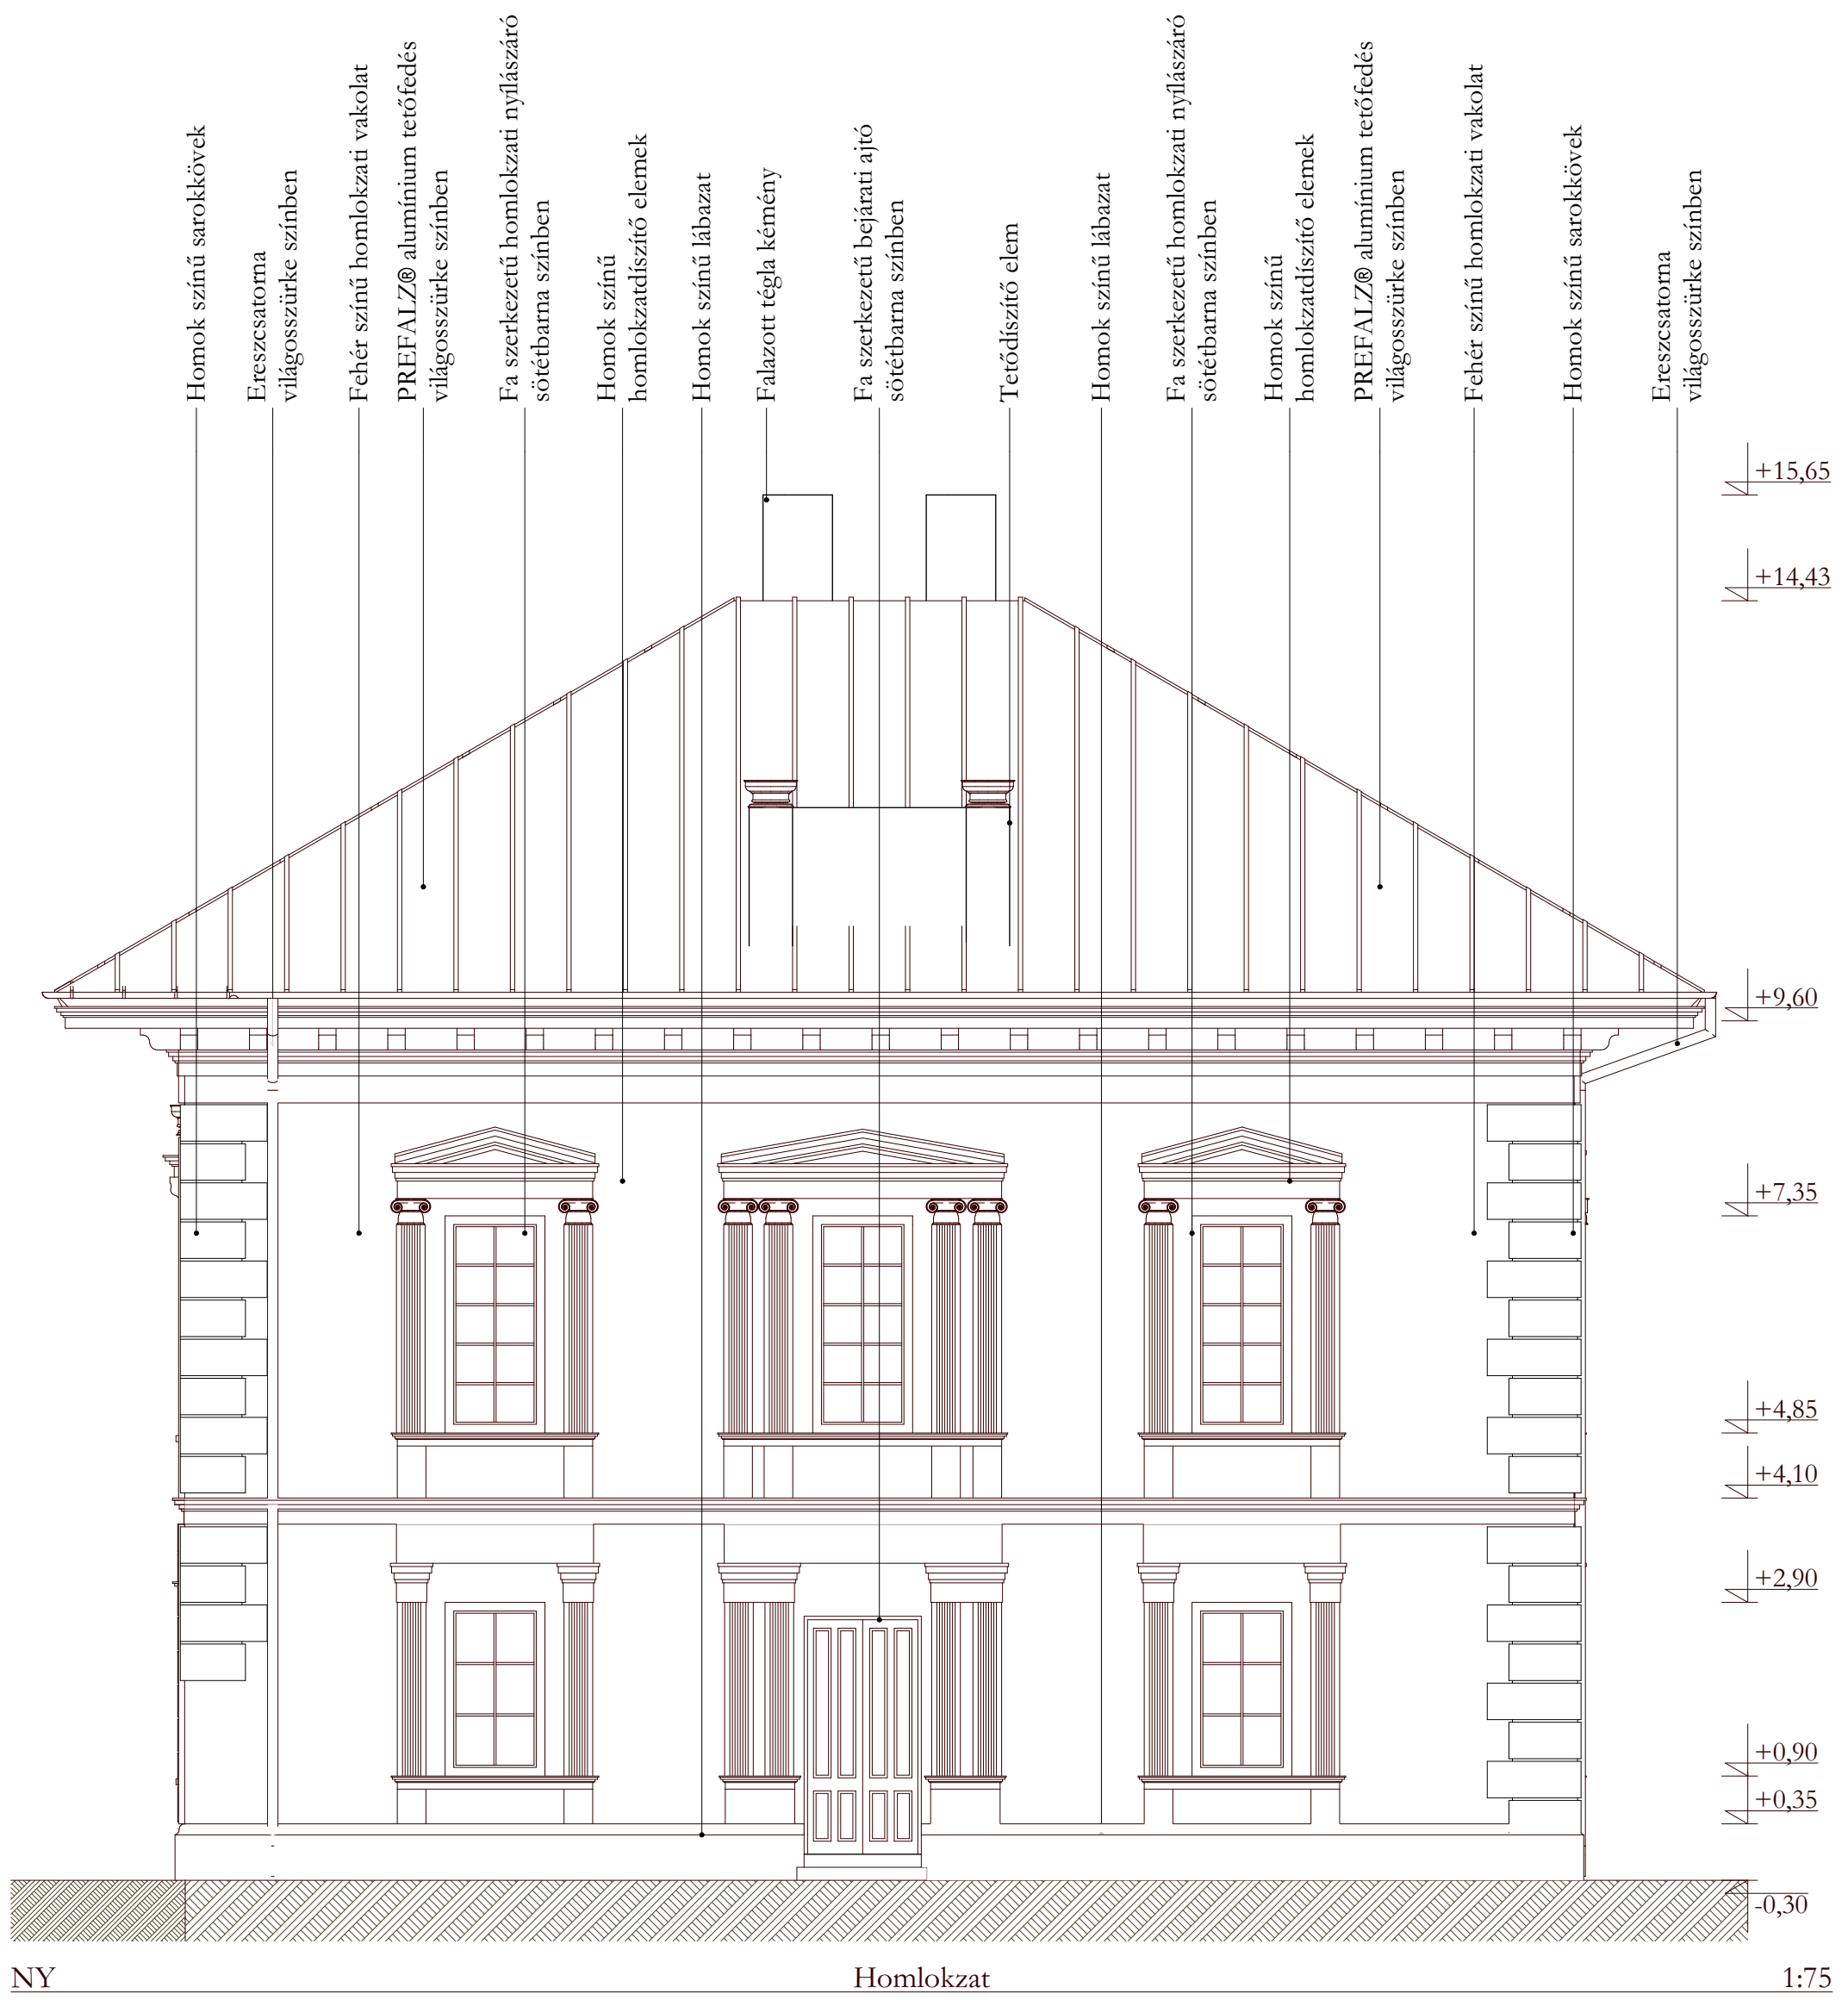 Homok színű sarokkövek
Ereszcsatorna
világosszürke színben
Fehér színű homlokzati vakolat
PREFALZ® alumínium tetőfedés
világosszürke színben
Fa szerkezetű homlokzati nyílászáró
sötétbarna színben
Homok színű
homlokzatdíszítő elemek
Homok színű lábazat
Falazott tégla kémény
Fa szerkezetű bejárati ajtó
sötétbarna színben
Tetődíszítő elem
Homok színű lábazat
Fa szerkezetű homlokzati nyílászáró
sötétbarna színben
Homok színű
homlokzatdíszítő elemek
PREFALZ® alumínium tetőfedés
világosszürke színben
Fehér színű homlokzati vakolat
Homok színű sarokkövek
Ereszcsatorna
világosszürke színben
+15,65
+14,43
+9,60
+7,35
+4,85
+4,10
+2,90
+0,90
+0,35
-0,30
NY
Homlokzat
1:75